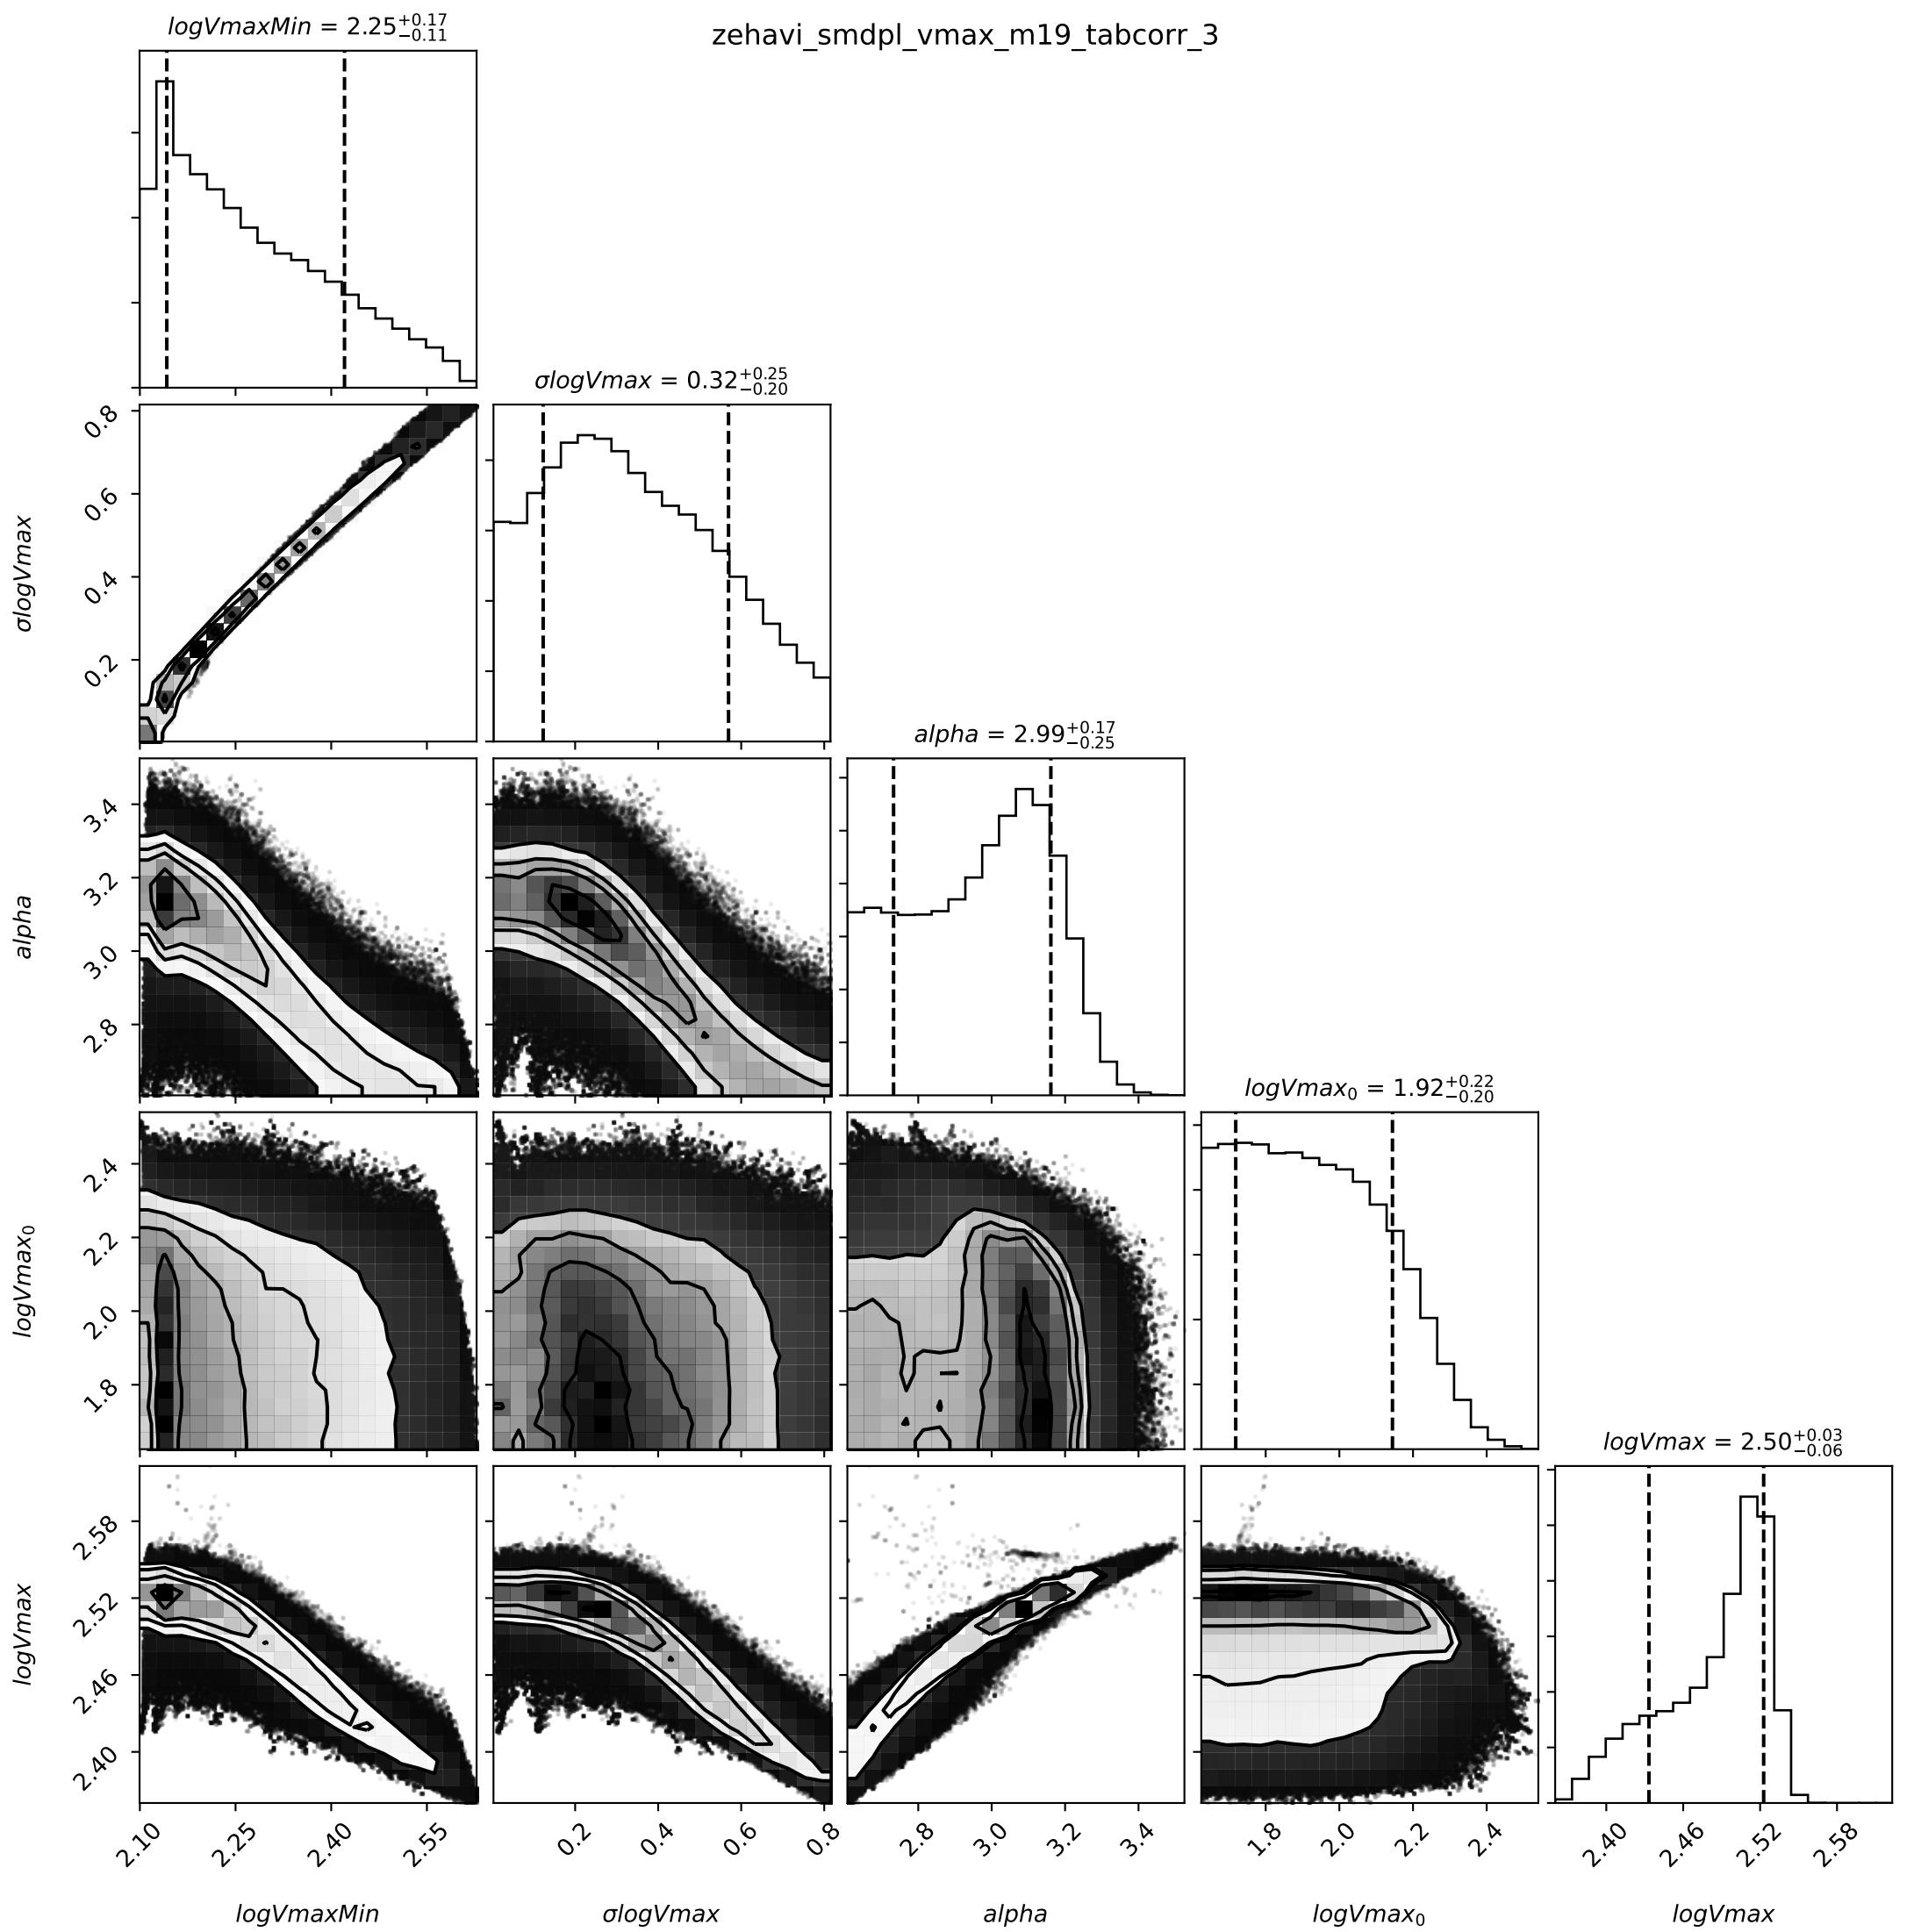 zehavi_smdpl_vmax_m19_tabcorr_3
logVmaxMin = 2.25 +0.17 −0.11
σlogVmax = 0.32 +0.25 −0.20
0.8
0.6
0.4
0.2
σlogVmax
alpha = 2.99 +0.17 −0.25
3.4
3.2
3.0
2.8
alpha
logVmax₀ = 1.92 +0.22 −0.20
2.4
2.2
2.0
1.8
logVmax₀
logVmax = 2.50 +0.03 −0.06
2.58
2.52
2.46
2.40
logVmax
2.10 2.25 2.40 2.55 0.2 0.4 0.6 0.8 2.8 3.0 3.2 3.4 1.8 2.0 2.2 2.4 2.40 2.46 2.52 2.58
logVmaxMin σlogVmax alpha logVmax₀ logVmax